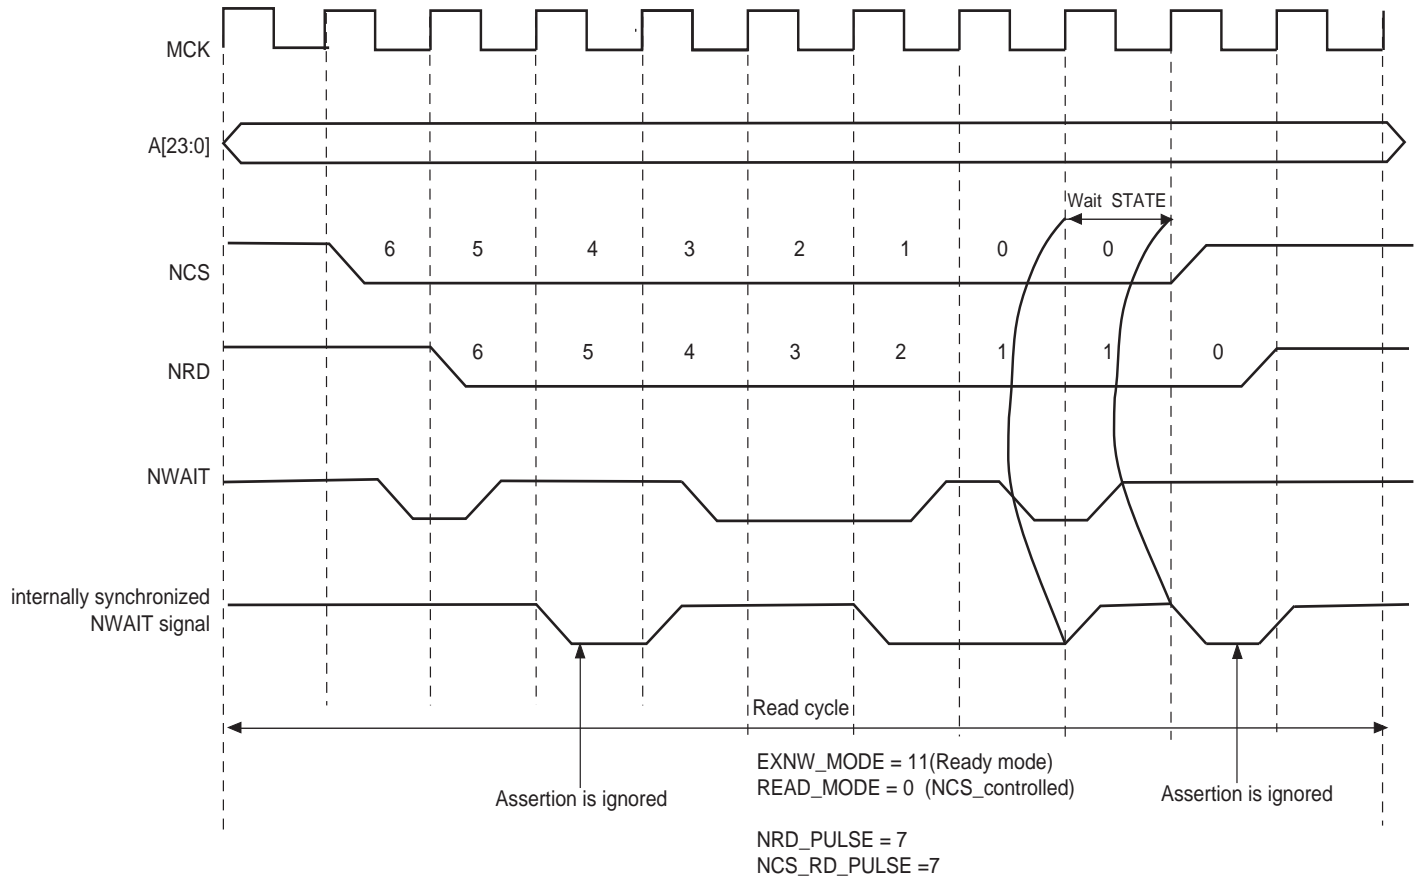 MCK
A[23:0]
Wait STATE
NCS
6 5 4 3 2 1 0 0
NRD
6 5 4 3 2 1 1 0
NWAIT
internally synchronized
NWAIT signal
Read cycle
EXNW_MODE = 11(Ready mode)
READ_MODE = 0 (NCS_controlled)
Assertion is ignored
Assertion is ignored
NRD_PULSE = 7
NCS_RD_PULSE =7